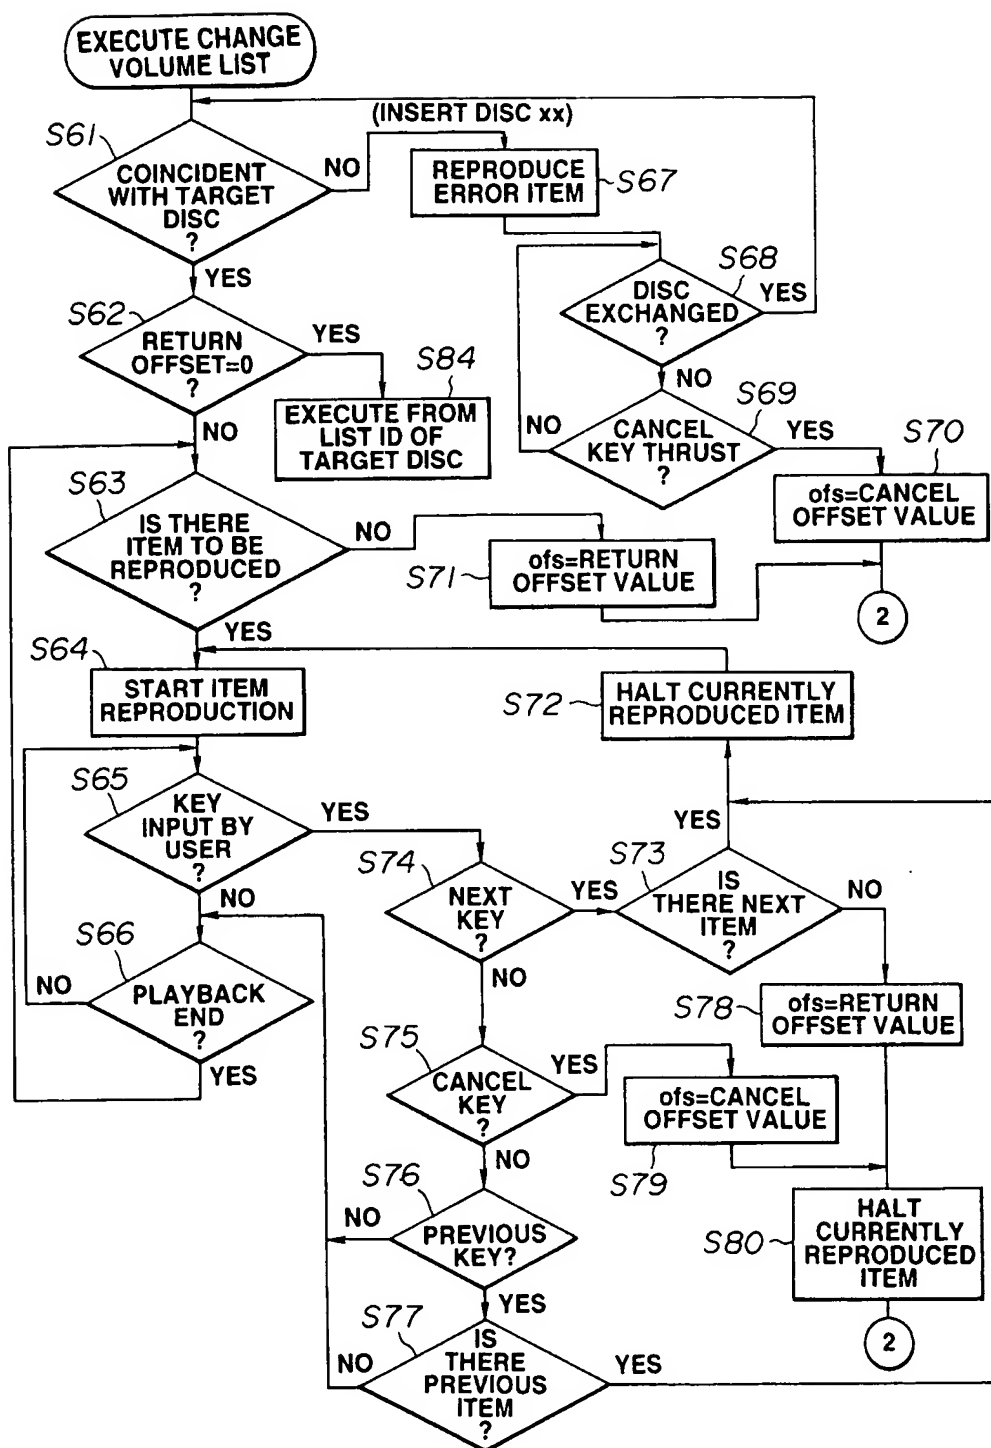 EXECUTE CHANGE
VOLUME LIST
(INSERT DISC xx)
S61
COINCIDENT
WITH TARGET
DISC
?
NO
REPRODUCE
ERROR ITEM
S67
YES
S68
DISC
EXCHANGED
?
YES
S62
RETURN
OFFSET=0
?
YES
S84
EXECUTE FROM
LIST ID OF
TARGET DISC
NO
NO
S69
CANCEL
KEY THRUST
?
NO
YES
S70
ofs=CANCEL
OFFSET VALUE
S63
IS THERE
ITEM TO BE
REPRODUCED
?
NO
S71
ofs=RETURN
OFFSET VALUE
2
YES
S64
START ITEM
REPRODUCTION
S72
HALT CURRENTLY
REPRODUCED ITEM
S65
KEY
INPUT BY
USER
?
YES
NO
S74
NEXT
KEY
?
YES
NO
S73
IS
THERE NEXT
ITEM
?
YES
NO
S66
PLAYBACK
END
?
NO
YES
S78
ofs=RETURN
OFFSET VALUE
S75
CANCEL
KEY
?
YES
NO
ofs=CANCEL
OFFSET VALUE
S79
S76
PREVIOUS
KEY?
NO
YES
S80
HALT
CURRENTLY
REPRODUCED
ITEM
2
S77
IS
THERE
PREVIOUS
ITEM
?
NO
YES